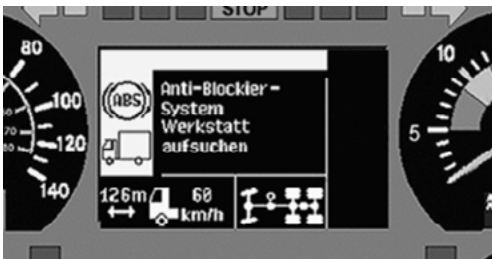 STOP
80
100
120
140
(ABS)
Anti-Blockier-
System
Werkstatt
aufsuchen
126m
60
km/h
10
5